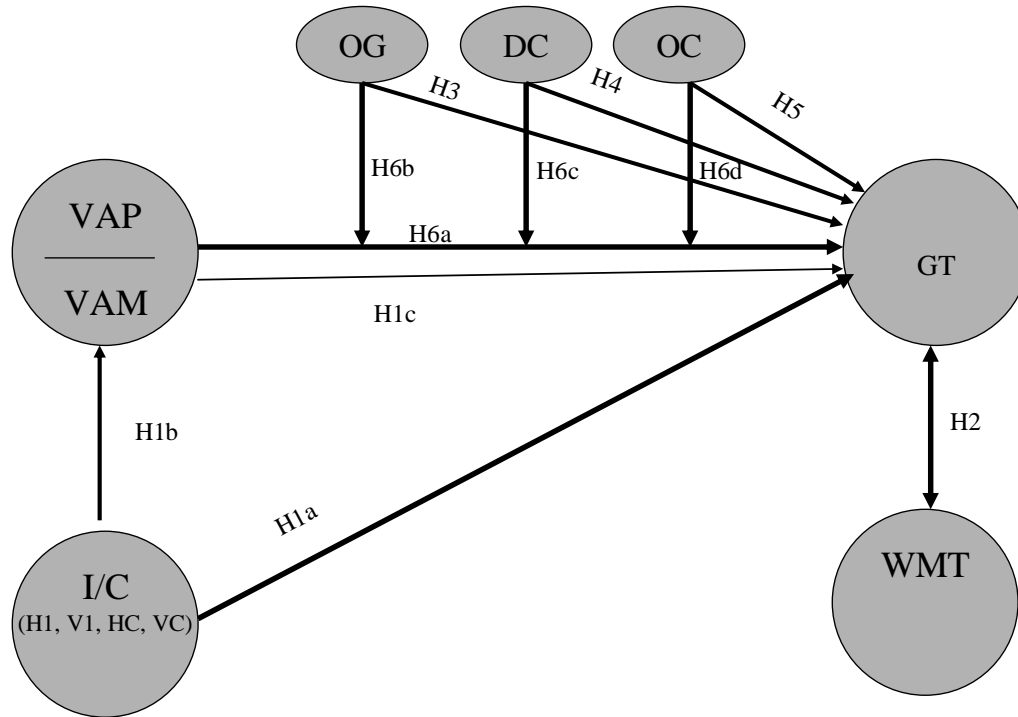 OG
DC
OC
H3
H4
H5
H6b
H6c
H6d
VAP
VAM
H6a
GT
H1c
H1b
H2
H1a
I/C
(H1, V1, HC, VC)
WMT